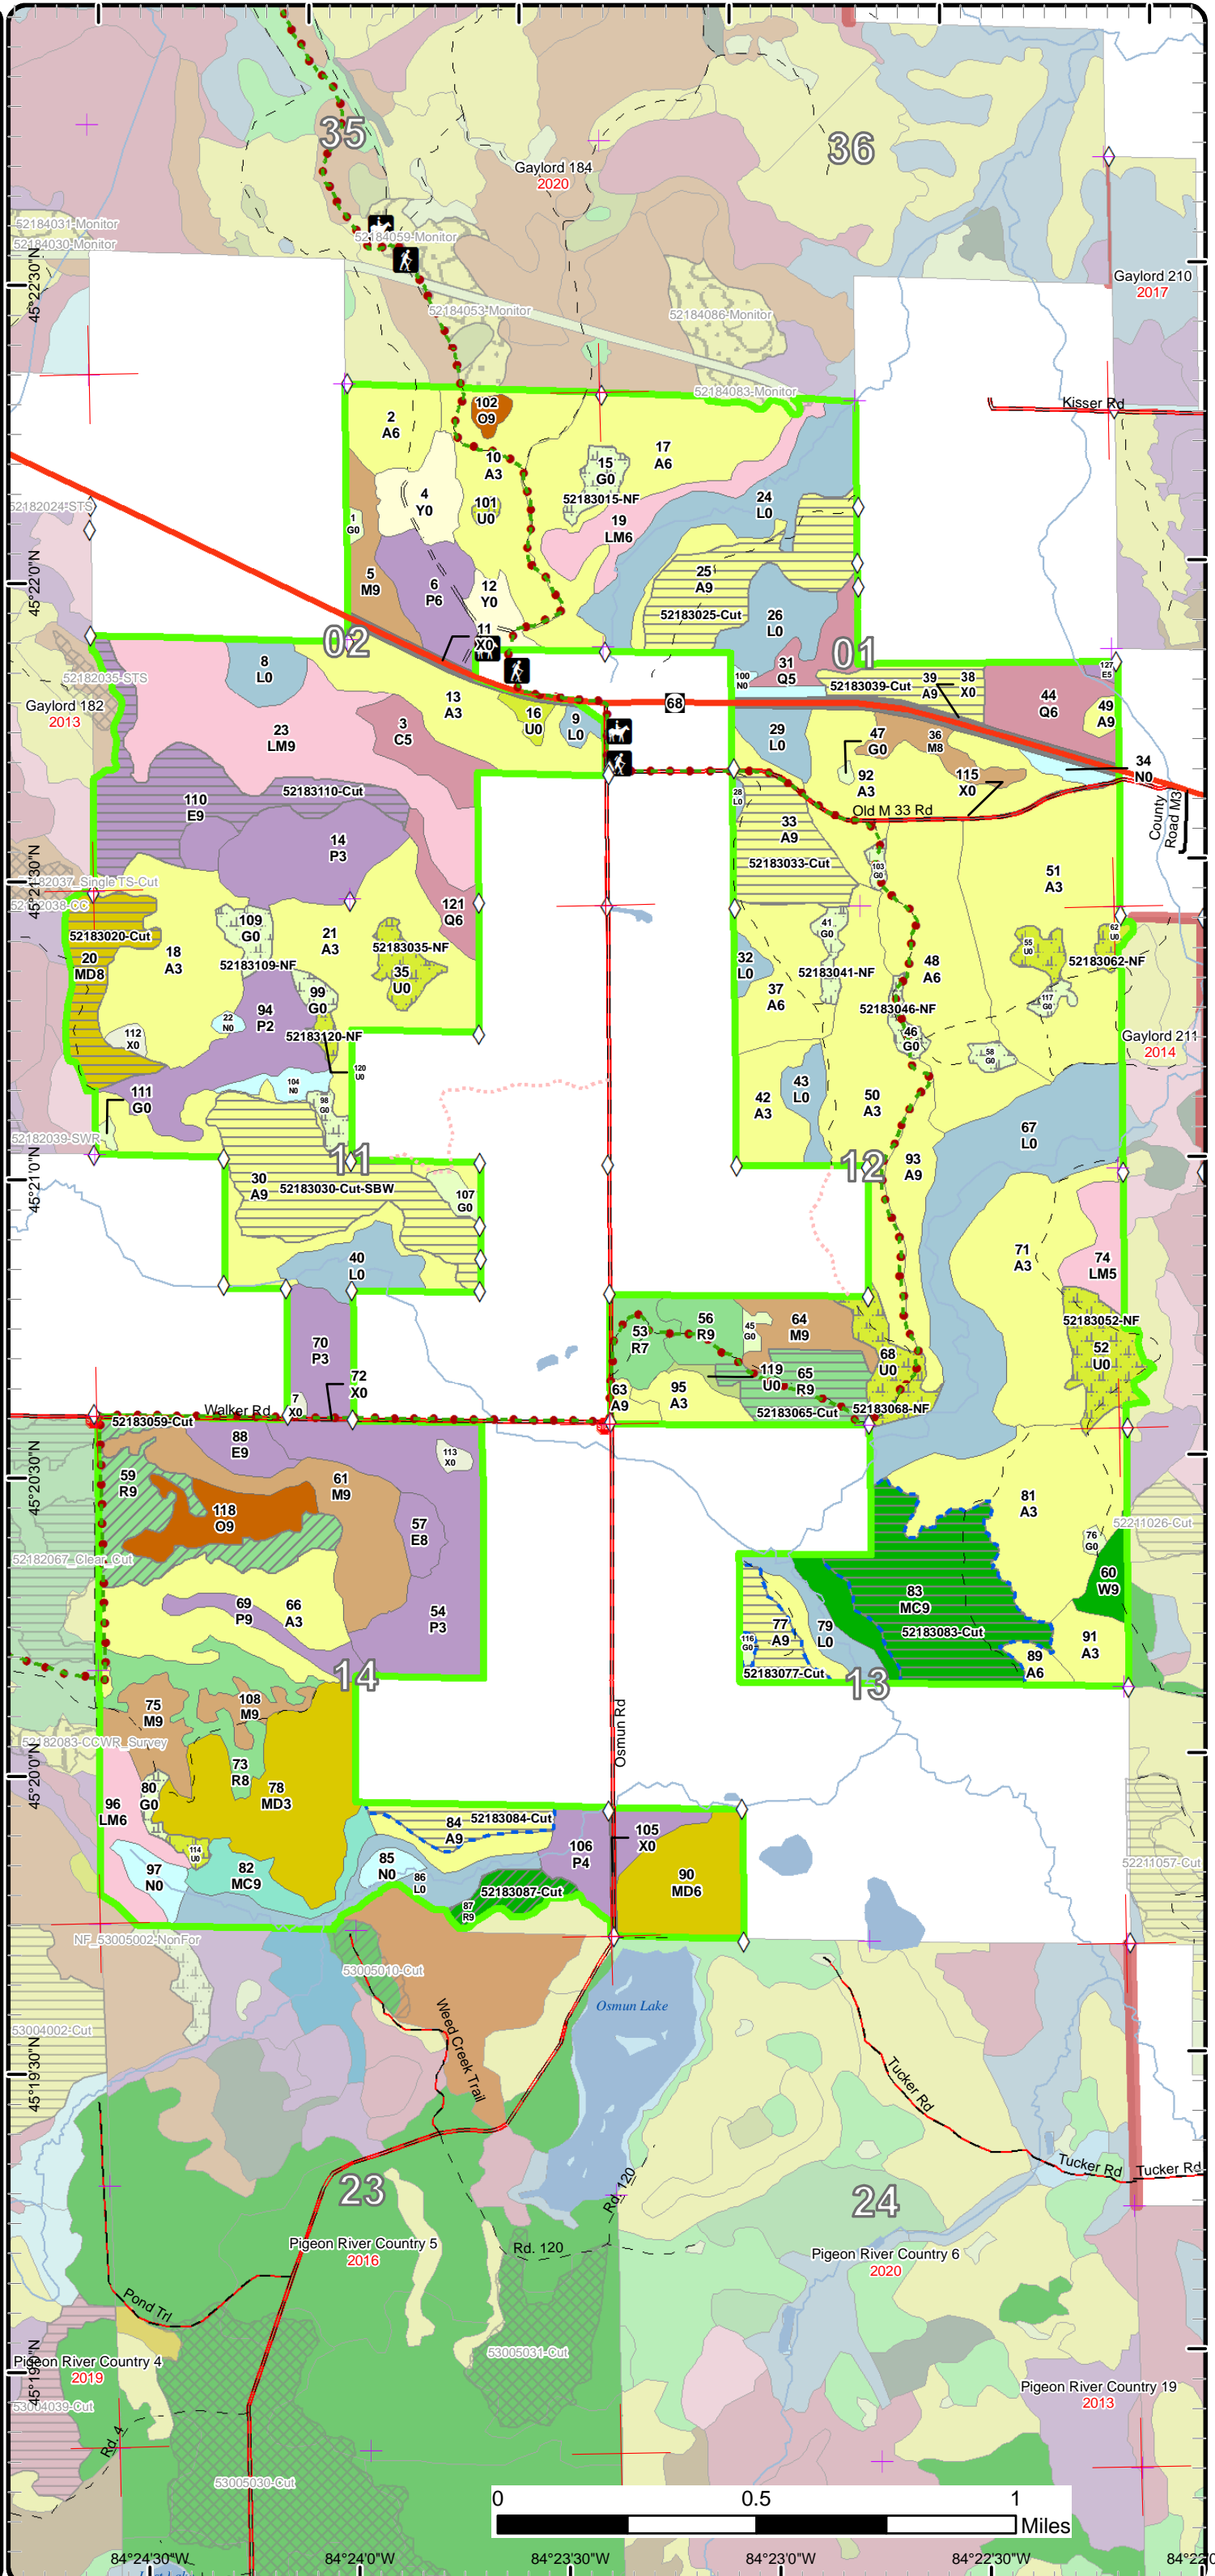 35
36
Gaylord 184
2020
52184031-Monitor
52184030-Monitor
52184059-Monitor
Gaylord 210
2017
45°22'30"N
52184053-Monitor
52184086-Monitor
52184083-Monitor
Kisser Rd
102
O9
2
A6
10
A3
17
A6
15
G0
4
Y0
101
U0
52183015-NF
24
L0
52182024-STS
1
G0
19
LM6
45°22'0"N
5
M9
6
P6
12
Y0
25
A9
52183025-Cut
26
L0
11
X0
02
01
31
Q5
8
L0
52182035-STS
100
N0
52183039-Cut
39
A9
38
X0
127
E5
44
Q6
49
A9
Gaylord 182
2013
13
A3
3
C5
23
LM9
16
U0
9
L0
68
29
L0
47
G0
36
M8
34
N0
92
A3
115
X0
110
E9
52183110-Cut
28
L0
Old M 33 Rd
County
Road M3
33
A9
14
P3
52183033-Cut
45°21'30"N
103
G0
51
A3
82037_Single TS-Cut
121
Q6
109
G0
21
A3
52183020-Cut
52183035-NF
41
G0
62
U0
55
U0
18
A3
20
MD8
52183109-NF
35
U0
32
L0
52183041-NF
48
A6
52183062-NF
99
G0
37
A6
117
G0
94
P2
22
N0
52183046-NF
112
X0
52183120-NF
46
G0
Gaylord 211
2014
58
G0
120
U0
104
N0
111
G0
98
G0
42
A3
43
L0
50
A3
67
L0
52182039-SWR
45°21'0"N
11
12
30
A9
52183030-Cut-SBW
107
G0
93
A9
40
L0
71
A3
74
LM5
70
P3
53
R7
56
R9
45
G0
64
M9
52183052-NF
52
U0
72
X0
119
U0
65
R9
68
U0
7
X0
63
A9
95
A3
52183065-Cut
52183068-NF
Walker Rd
52183059-Cut
88
E9
113
X0
45°20'30"N
59
R9
61
M9
118
O9
57
E8
81
A3
52211026-Cut
76
G0
52182067_Clear_Cut
60
W9
83
MC9
69
P9
66
A3
54
P3
77
A9
79
L0
52183083-Cut
116
G0
91
A3
89
A6
52183077-Cut
14
13
75
M9
108
M9
Osmun Rd
52182083-CCWR_Survey
45°20'0"N
73
R8
80
G0
78
MD3
96
LM6
84
A9
52183084-Cut
105
X0
106
P4
114
U0
97
N0
82
MC9
85
N0
86
L0
90
MD6
52183087-Cut
87
R9
52211057-Cut
NF_53005002-NonFor
53005010-Cut
Osmun Lake
53004002-Cut
Weed Creek Trail
45°19'30"N
Tucker Rd
Tucker Rd
Tucker Rd
23
24
Rd. 120
Pigeon River Country 5
2016
Rd. 120
Pigeon River Country 6
2020
Pond Trl
53005031-Cut
Pigeon River Country 4
2019
45°19'0"N
Pigeon River Country 19
2013
53004039-Cut
Rd. 4
53005030-Cut
0
0.5
1
Miles
84°24'30"W
84°24'0"W
84°23'30"W
84°23'0"W
84°22'30"W